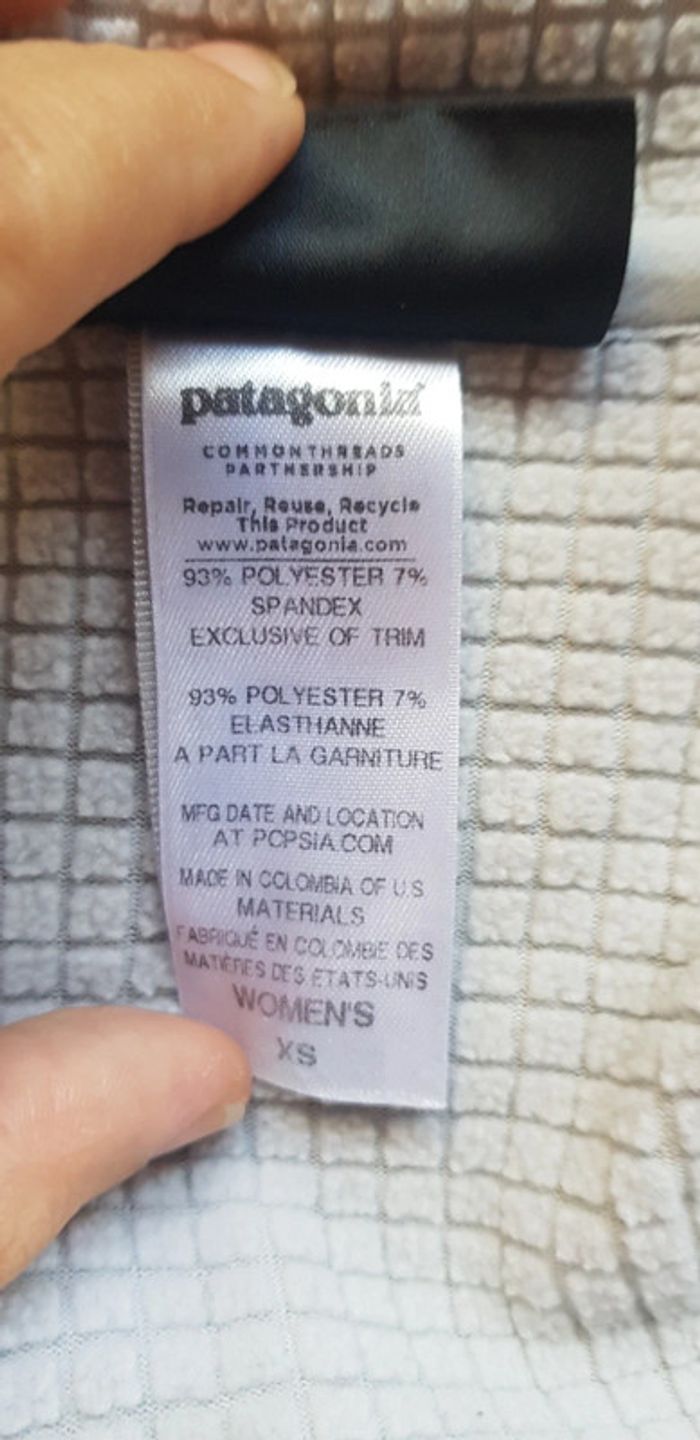 patagonia
COMMONTHREADS
PARTNERSHIP
Repair, Reuse, Recycle
This Product
www.patagonia.com
93% POLYESTER 7%
SPANDEX
EXCLUSIVE OF TRIM
93% POLYESTER 7%
ELASTHANNE
A PART LA GARNITURE
MFG DATE AND LOCATION
AT PCPSIA.COM
MADE IN COLOMBIA OF U.S
MATERIALS
FABRIQUÉ EN COLOMBIE DES
MATIÈRES DES ÉTATS-UNIS
WOMEN'S
XS